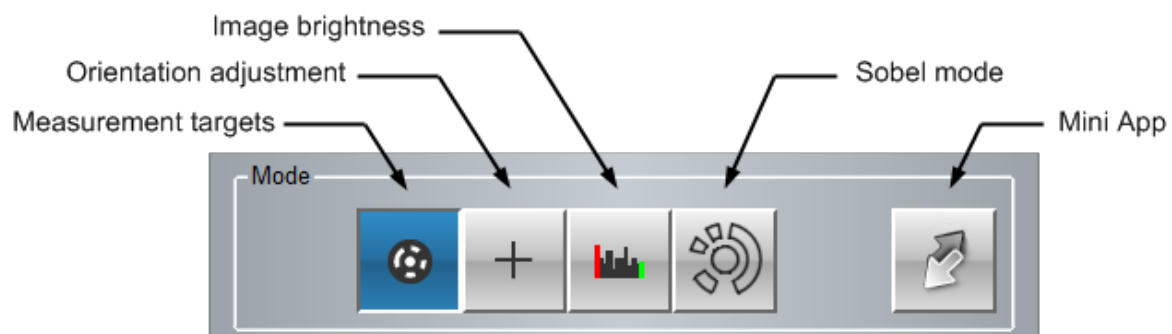 Image brightness
Orientation adjustment
Sobel mode
Measurement targets
Mini App
Mode